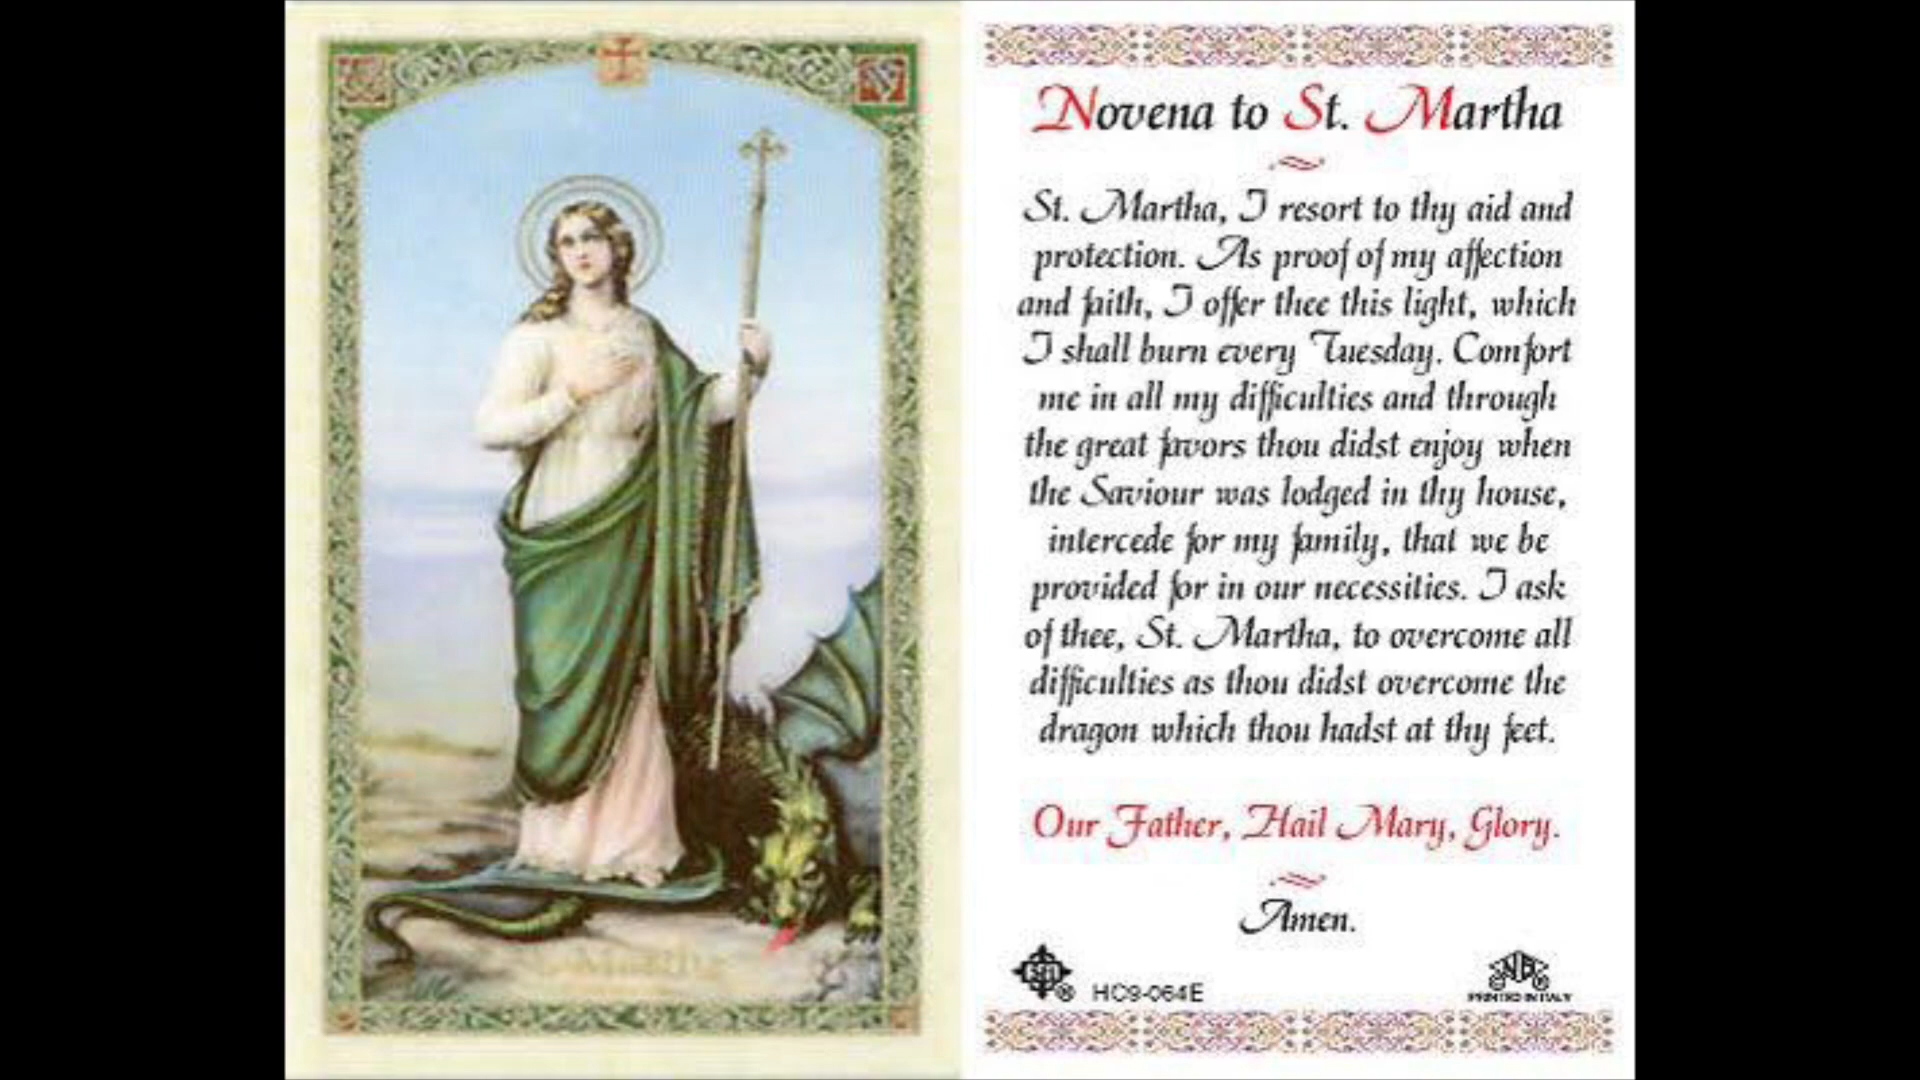 Novena to St. Martha
St. Martha, I resort to thy aid and
protection. As proof of my affection
and faith, I offer thee this light, which
I shall burn every Tuesday. Comfort
me in all my difficulties and through
the great favors thou didst enjoy when
the Saviour was lodged in thy house,
intercede for my family, that we be
provided for in our necessities. I ask
of thee, St. Martha, to overcome all
difficulties as thou didst overcome the
dragon which thou hadst at thy feet.
Our Father, Hail Mary, Glory.
Amen.
HC9-064E
PRINTED IN ITALY